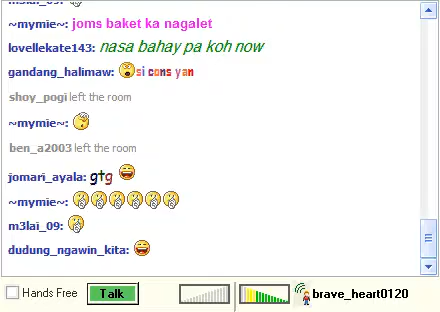 m3lai_09:
~mymie~: joms baket ka nagalet
lovellekate143: nasa bahay pa koh now
gandang_halimaw: si cons yan
shoy_pogi left the room
~mymie~:
ben_a2003 left the room
jomari_ayala: gtg
~mymie~:
m3lai_09:
dudung_ngawin_kita:
Hands Free Talk brave_heart0120